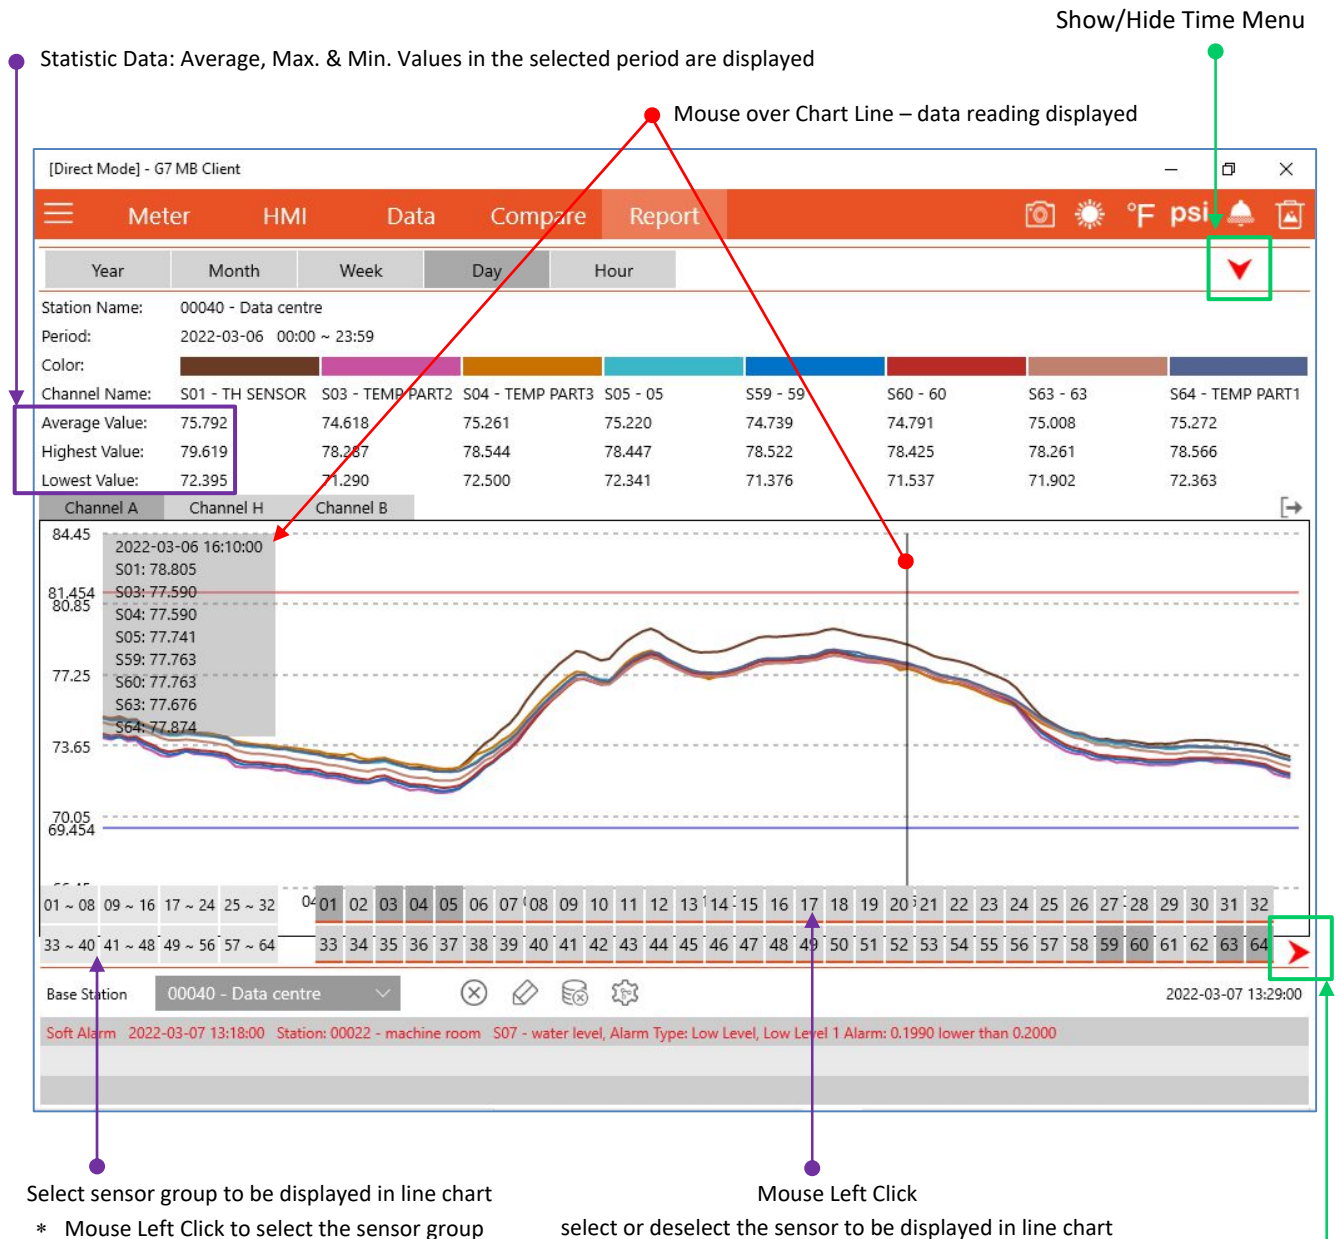 Show/Hide Time Menu
Statistic Data: Average, Max. & Min. Values in the selected period are displayed
Mouse over Chart Line – data reading displayed
[Direct Mode] - G7 MB Client
Meter HMI Data Compare Report °F psi
Year Month Week Day Hour
Station Name: 00040 - Data centre
Period: 2022-03-06 00:00 ~ 23:59
Color:
Channel Name: S01 - TH SENSOR S03 - TEMP PART2 S04 - TEMP PART3 S05 - 05 S59 - 59 S60 - 60 S63 - 63 S64 - TEMP PART1
Average Value: 75.792 74.618 75.261 75.220 74.739 74.791 75.008 75.272
Highest Value: 79.619 78.287 78.544 78.447 78.522 78.425 78.261 78.566
Lowest Value: 72.395 71.290 72.500 72.341 71.376 71.537 71.902 72.363
Channel A Channel H Channel B
84.45
2022-03-06 16:10:00
S01: 78.805
81.454 S03: 77.590
80.85
S04: 77.590
S05: 77.741
S59: 77.763
77.25
S60: 77.763
S63: 77.676
S64: 77.874
73.65
70.05
69.454
01 ~ 08 09 ~ 16 17 ~ 24 25 ~ 32 01 02 03 04 05 06 07 08 09 10 11 12 13 14 15 16 17 18 19 20 21 22 23 24 25 26 27 28 29 30 31 32
33 ~ 40 41 ~ 48 49 ~ 56 57 ~ 64 33 34 35 36 37 38 39 40 41 42 43 44 45 46 47 48 49 50 51 52 53 54 55 56 57 58 59 60 61 62 63 64
Base Station 00040 - Data centre 2022-03-07 13:29:00
Soft Alarm 2022-03-07 13:18:00 Station: 00022 - machine room S07 - water level, Alarm Type: Low Level, Low Level 1 Alarm: 0.1990 lower than 0.2000
Select sensor group to be displayed in line chart
* Mouse Left Click to select the sensor group
Mouse Left Click
select or deselect the sensor to be displayed in line chart